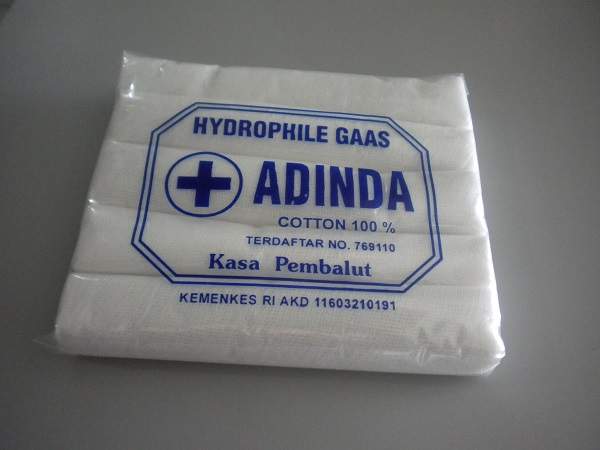 HYDROPHILE GAAS
ADINDA
COTTON 100 %
TERDAFTAR NO. 769110
Kasa Pembalut
KEMENKES RI AKD 11603210191